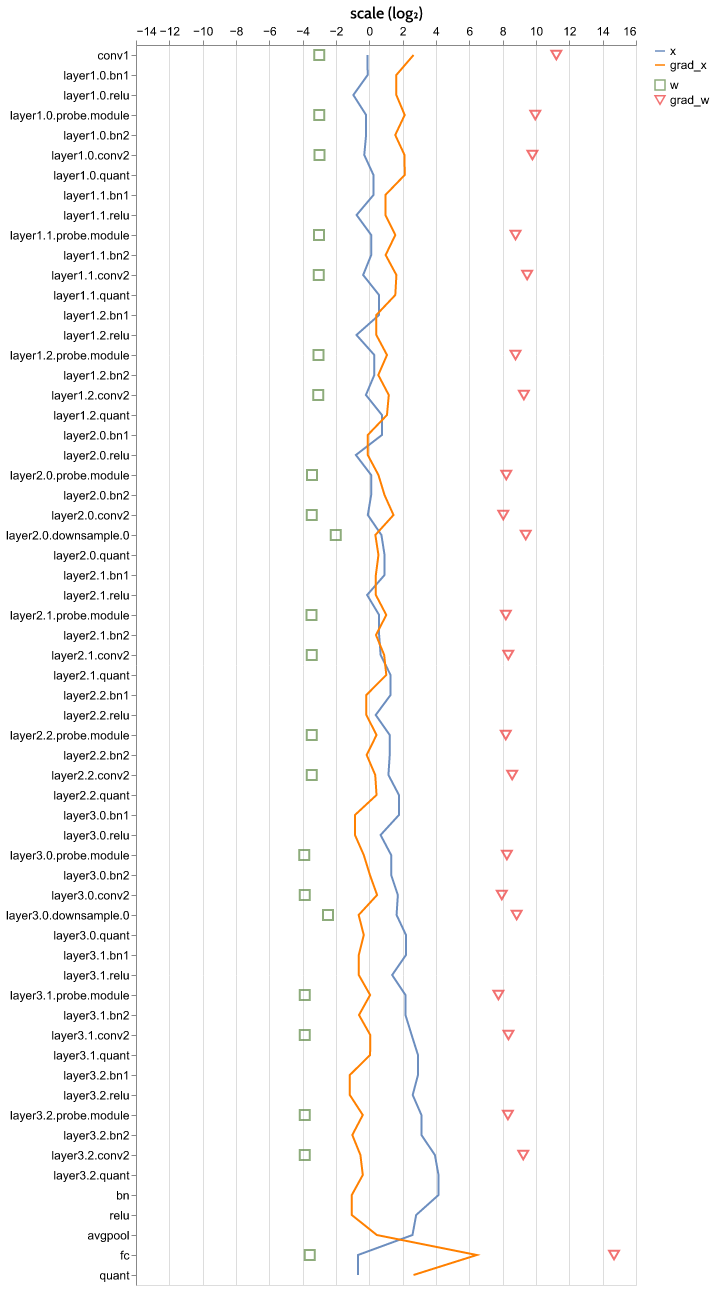 scale (log₂)
−14 −12 −10 −8 −6 −4 −2 0 2 4 6 8 10 12 14 16
x
grad_x
w
grad_w
conv1
layer1.0.bn1
layer1.0.relu
layer1.0.probe.module
layer1.0.bn2
layer1.0.conv2
layer1.0.quant
layer1.1.bn1
layer1.1.relu
layer1.1.probe.module
layer1.1.bn2
layer1.1.conv2
layer1.1.quant
layer1.2.bn1
layer1.2.relu
layer1.2.probe.module
layer1.2.bn2
layer1.2.conv2
layer1.2.quant
layer2.0.bn1
layer2.0.relu
layer2.0.probe.module
layer2.0.bn2
layer2.0.conv2
layer2.0.downsample.0
layer2.0.quant
layer2.1.bn1
layer2.1.relu
layer2.1.probe.module
layer2.1.bn2
layer2.1.conv2
layer2.1.quant
layer2.2.bn1
layer2.2.relu
layer2.2.probe.module
layer2.2.bn2
layer2.2.conv2
layer2.2.quant
layer3.0.bn1
layer3.0.relu
layer3.0.probe.module
layer3.0.bn2
layer3.0.conv2
layer3.0.downsample.0
layer3.0.quant
layer3.1.bn1
layer3.1.relu
layer3.1.probe.module
layer3.1.bn2
layer3.1.conv2
layer3.1.quant
layer3.2.bn1
layer3.2.relu
layer3.2.probe.module
layer3.2.bn2
layer3.2.conv2
layer3.2.quant
bn
relu
avgpool
fc
quant